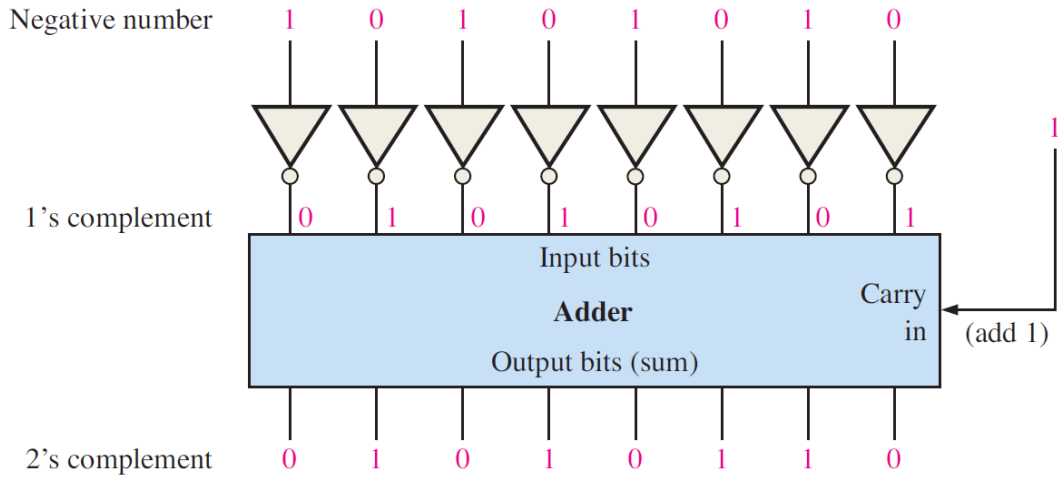 Negative number 1 0 1 0 1 0 1 0
1
1's complement 0 1 0 1 0 1 0 1
Input bits
Carry
in
Adder
(add 1)
Output bits (sum)
2's complement 0 1 0 1 0 1 1 0